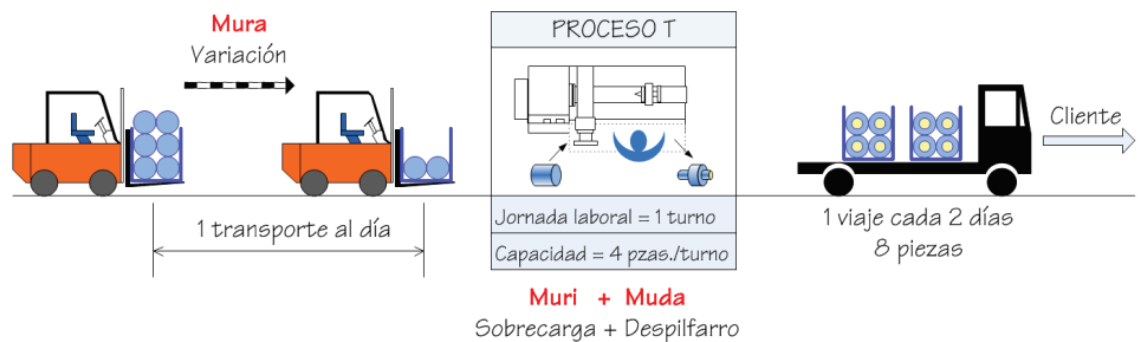 Mura
Variación
1 transporte al día
PROCESO T
Jornada laboral = 1 turno
Capacidad = 4 pzas./turno
Muri + Muda
Sobrecarga + Despilfarro
Cliente
1 viaje cada 2 días
8 piezas